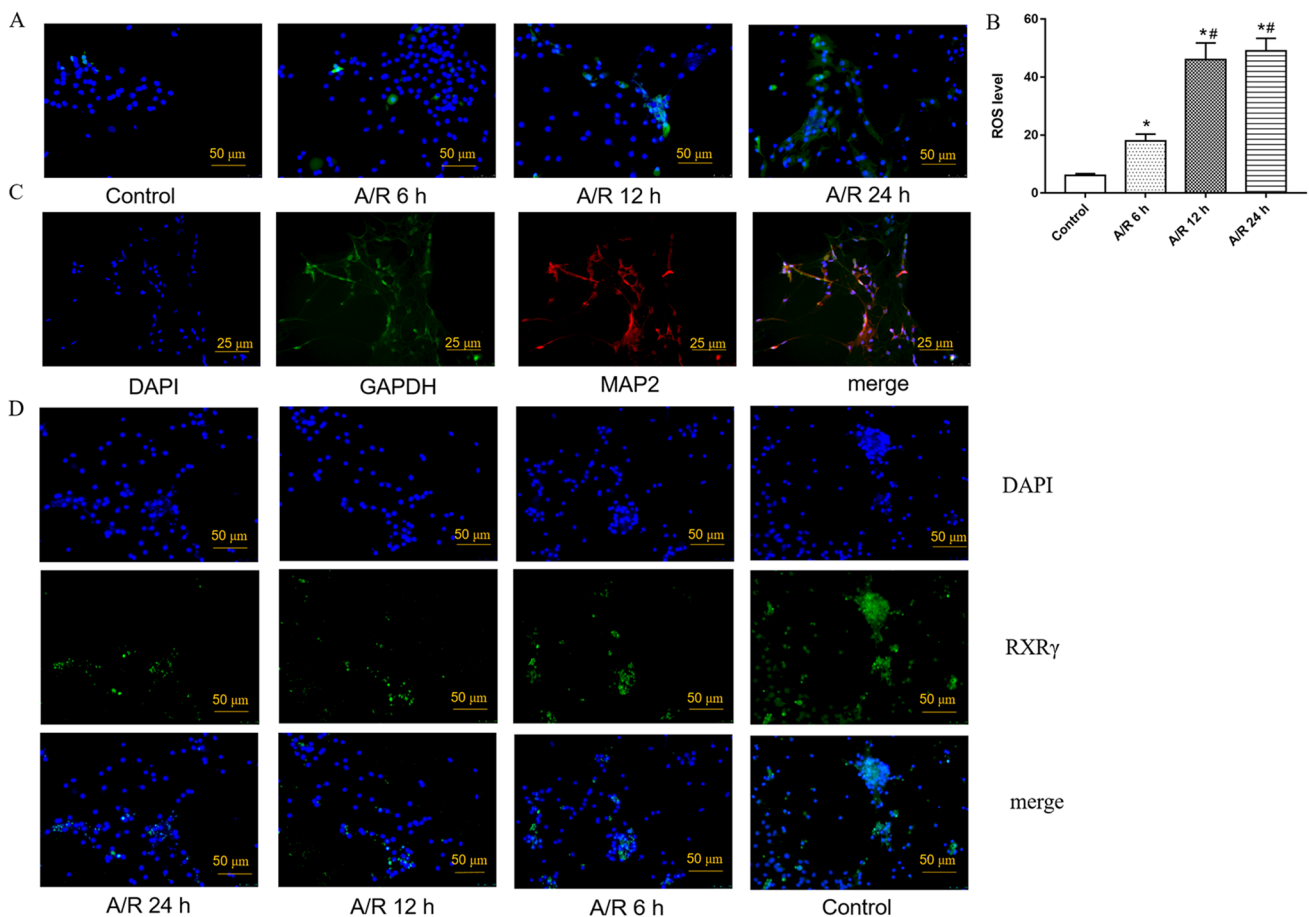 A
50 μm
50 μm
50 μm
50 μm
Control
A/R 6 h
A/R 12 h
A/R 24 h
B
ROS level
60
40
20
0
*
*#
*#
Control
A/R 6 h
A/R 12 h
A/R 24 h
C
25 μm
25 μm
25 μm
25 μm
DAPI
GAPDH
MAP2
merge
D
50 μm
50 μm
50 μm
50 μm
DAPI
50 μm
50 μm
50 μm
50 μm
RXRγ
50 μm
50 μm
50 μm
50 μm
merge
A/R 24 h
A/R 12 h
A/R 6 h
Control